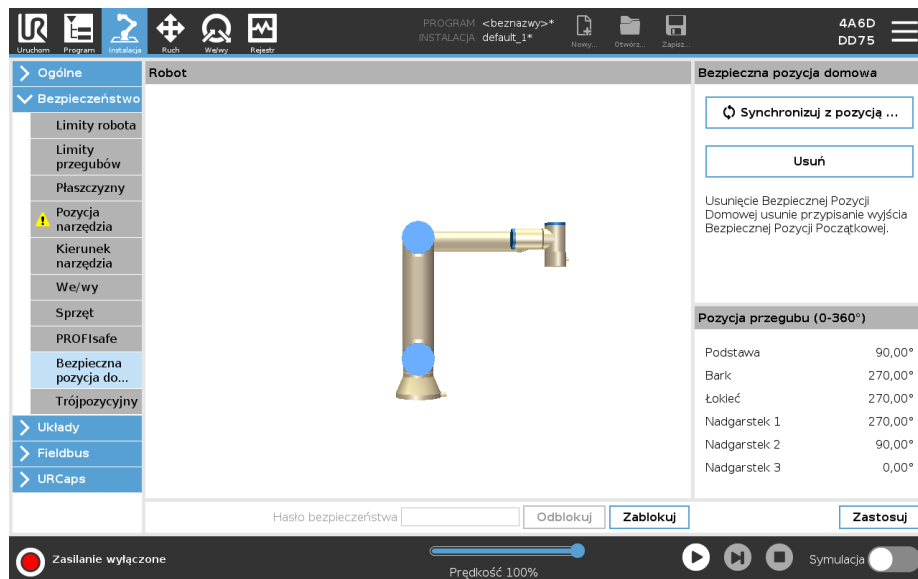 PROGRAM <beznazwy>*
INSTALACJA default_1*
4A6D
DD75
Uruchom Program Instalacja Ruch We/wy Rejestr
Nowy... Otwórz... Zapisz...
Ogólne
Bezpieczeństwo
Limity robota
Limity
przegubów
Płaszczyzny
Pozycja
narzędzia
Kierunek
narzędzia
We/wy
Sprzęt
PROFIsafe
Bezpieczna
pozycja do...
Trójpozycyjny
Układy
Fieldbus
URCaps
Robot
Bezpieczna pozycja domowa
Synchronizuj z pozycją ...
Usuń
Usunięcie Bezpiecznej Pozycji
Domowej usunie przypisanie wyjścia
Bezpiecznej Pozycji Początkowej.
Pozycja przegubu (0-360°)
Podstawa 90,00°
Bark 270,00°
Łokieć 270,00°
Nadgarstek 1 270,00°
Nadgarstek 2 90,00°
Nadgarstek 3 0,00°
Hasło bezpieczeństwa Odblokuj Zablokuj Zastosuj
Zasilanie wyłączone
Prędkość 100%
Symulacja